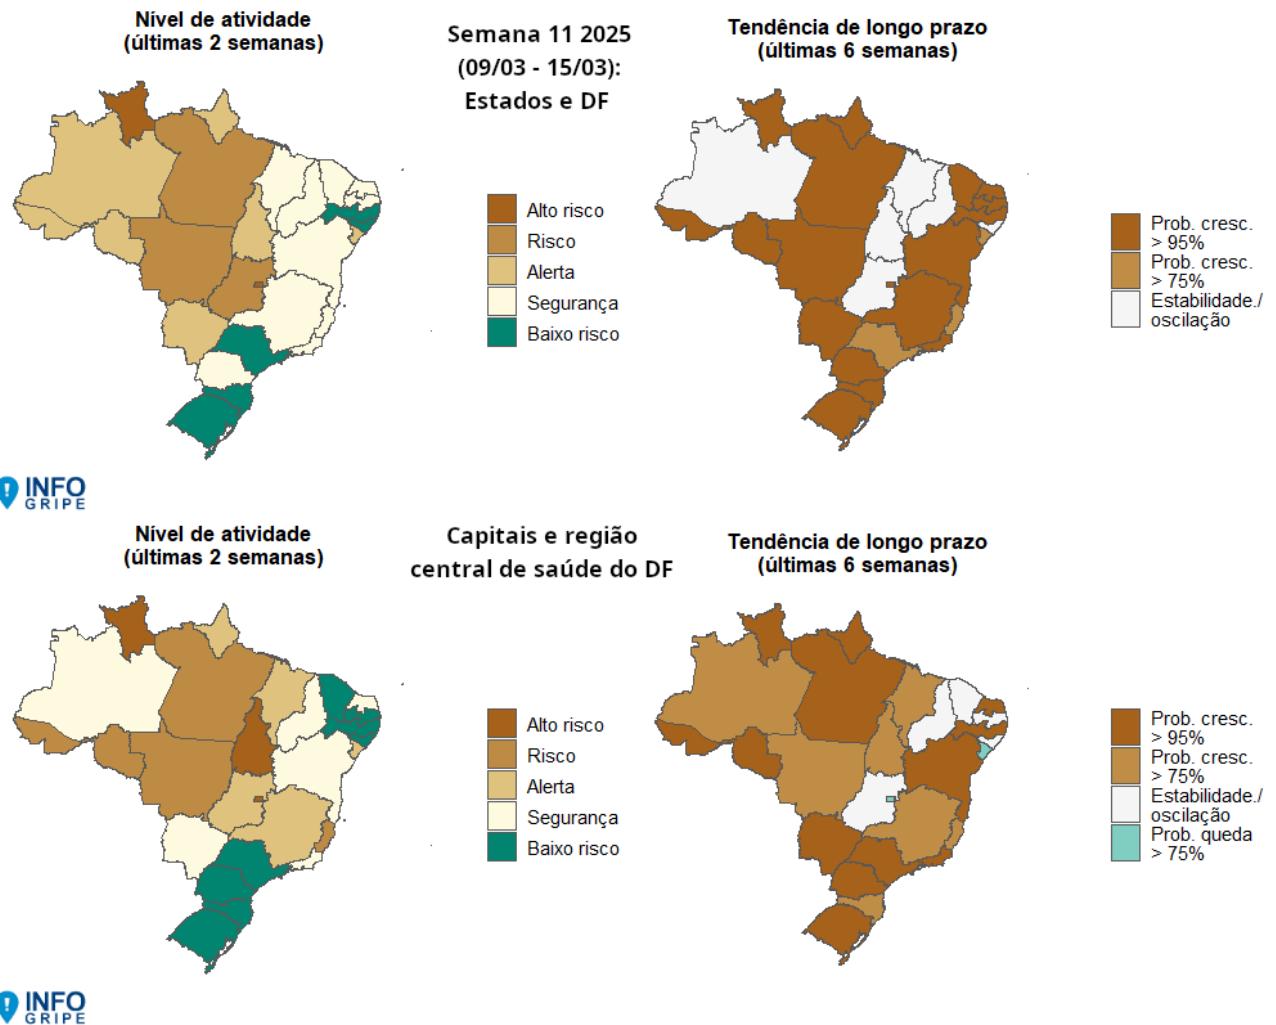 Nível de atividade
(últimas 2 semanas)
Semana 11 2025
(09/03 - 15/03):
Estados e DF
Tendência de longo prazo
(últimas 6 semanas)
Alto risco
Risco
Alerta
Segurança
Baixo risco
Prob. cresc.
> 95%
Prob. cresc.
> 75%
Estabilidade./
oscilação
INFO
GRIPE
Nível de atividade
(últimas 2 semanas)
Capitais e região
central de saúde do DF
Tendência de longo prazo
(últimas 6 semanas)
Alto risco
Risco
Alerta
Segurança
Baixo risco
Prob. cresc.
> 95%
Prob. cresc.
> 75%
Estabilidade./
oscilação
Prob. queda
> 75%
INFO
GRIPE